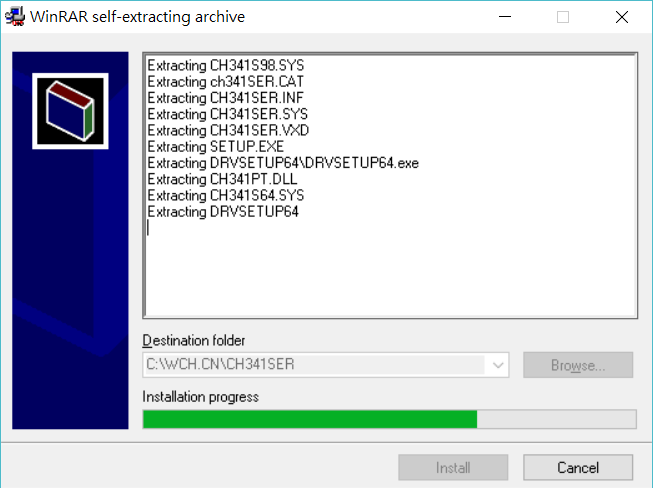 WinRAR self-extracting archive
Extracting CH341S98.SYS
Extracting ch341SER.CAT
Extracting CH341SER.INF
Extracting CH341SER.SYS
Extracting CH341SER.VXD
Extracting SETUP.EXE
Extracting DRVSETUP64\DRVSETUP64.exe
Extracting CH341PT.DLL
Extracting CH341S64.SYS
Extracting DRVSETUP64
Destination folder
C:\WCH.CN\CH341SER
Browse...
Installation progress
Install
Cancel